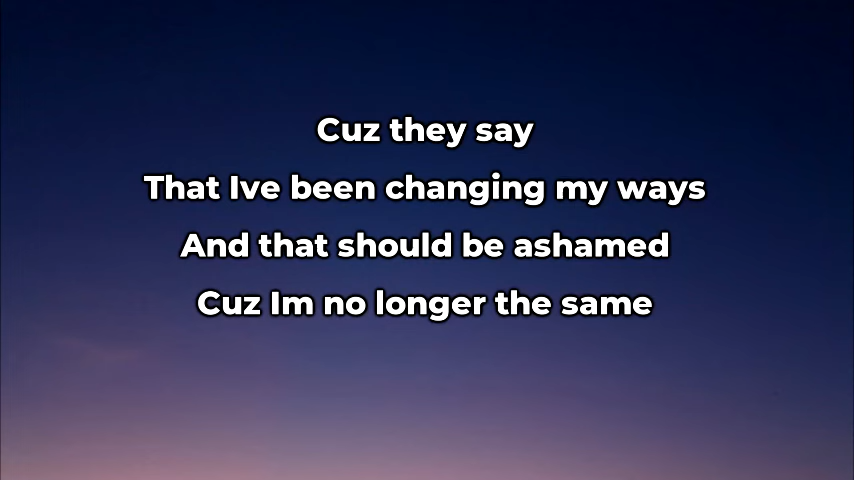 Cuz they say
That Ive been changing my ways
And that should be ashamed
Cuz Im no longer the same